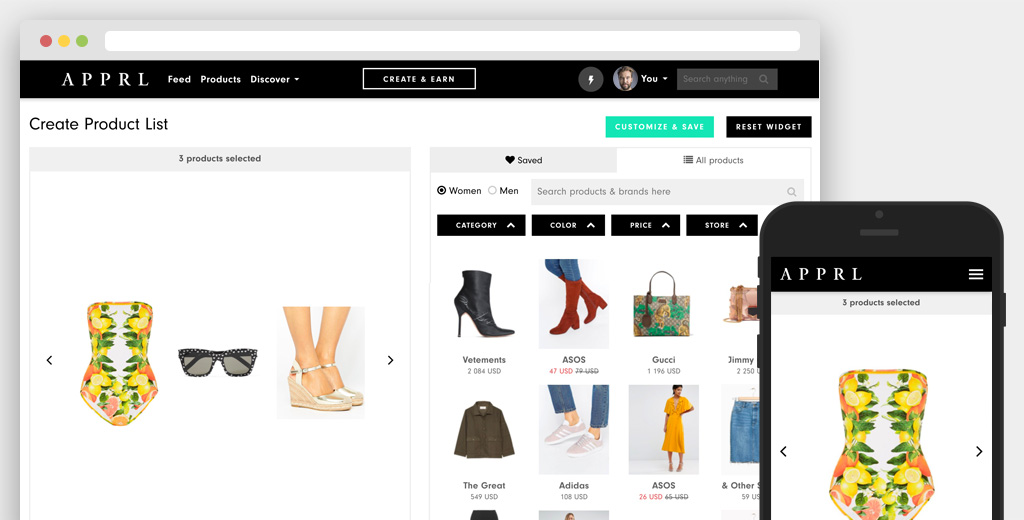 APPRL Feed Products Discover CREATE & EARN You Search anything
Create Product List
CUSTOMIZE & SAVE RESET WIDGET
3 products selected
Saved All products
Women Men Search products & brands here
CATEGORY COLOR PRICE STORE
Vetements ASOS Gucci Jimmy
2 084 USD 47 USD 79 USD 1 196 USD 2 250 U
The Great Adidas ASOS & Other S
549 USD 108 USD 26 USD 65 USD 59 US
APPRL
3 products selected